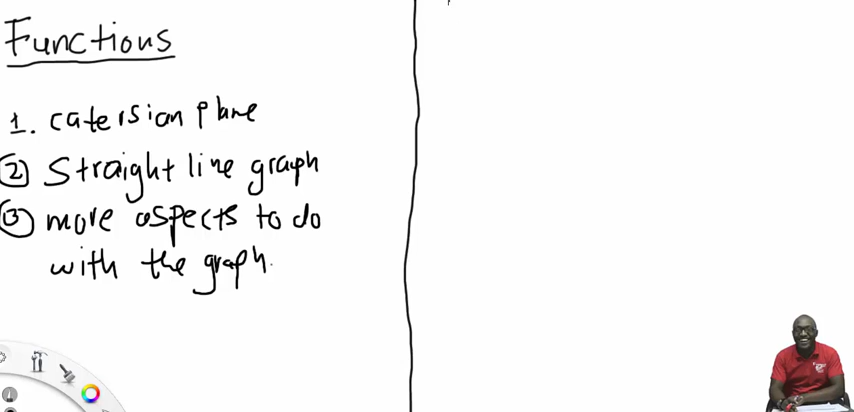 Functions
1. catersian plane
② Straight line graph
③ more aspects to do
with the graph.